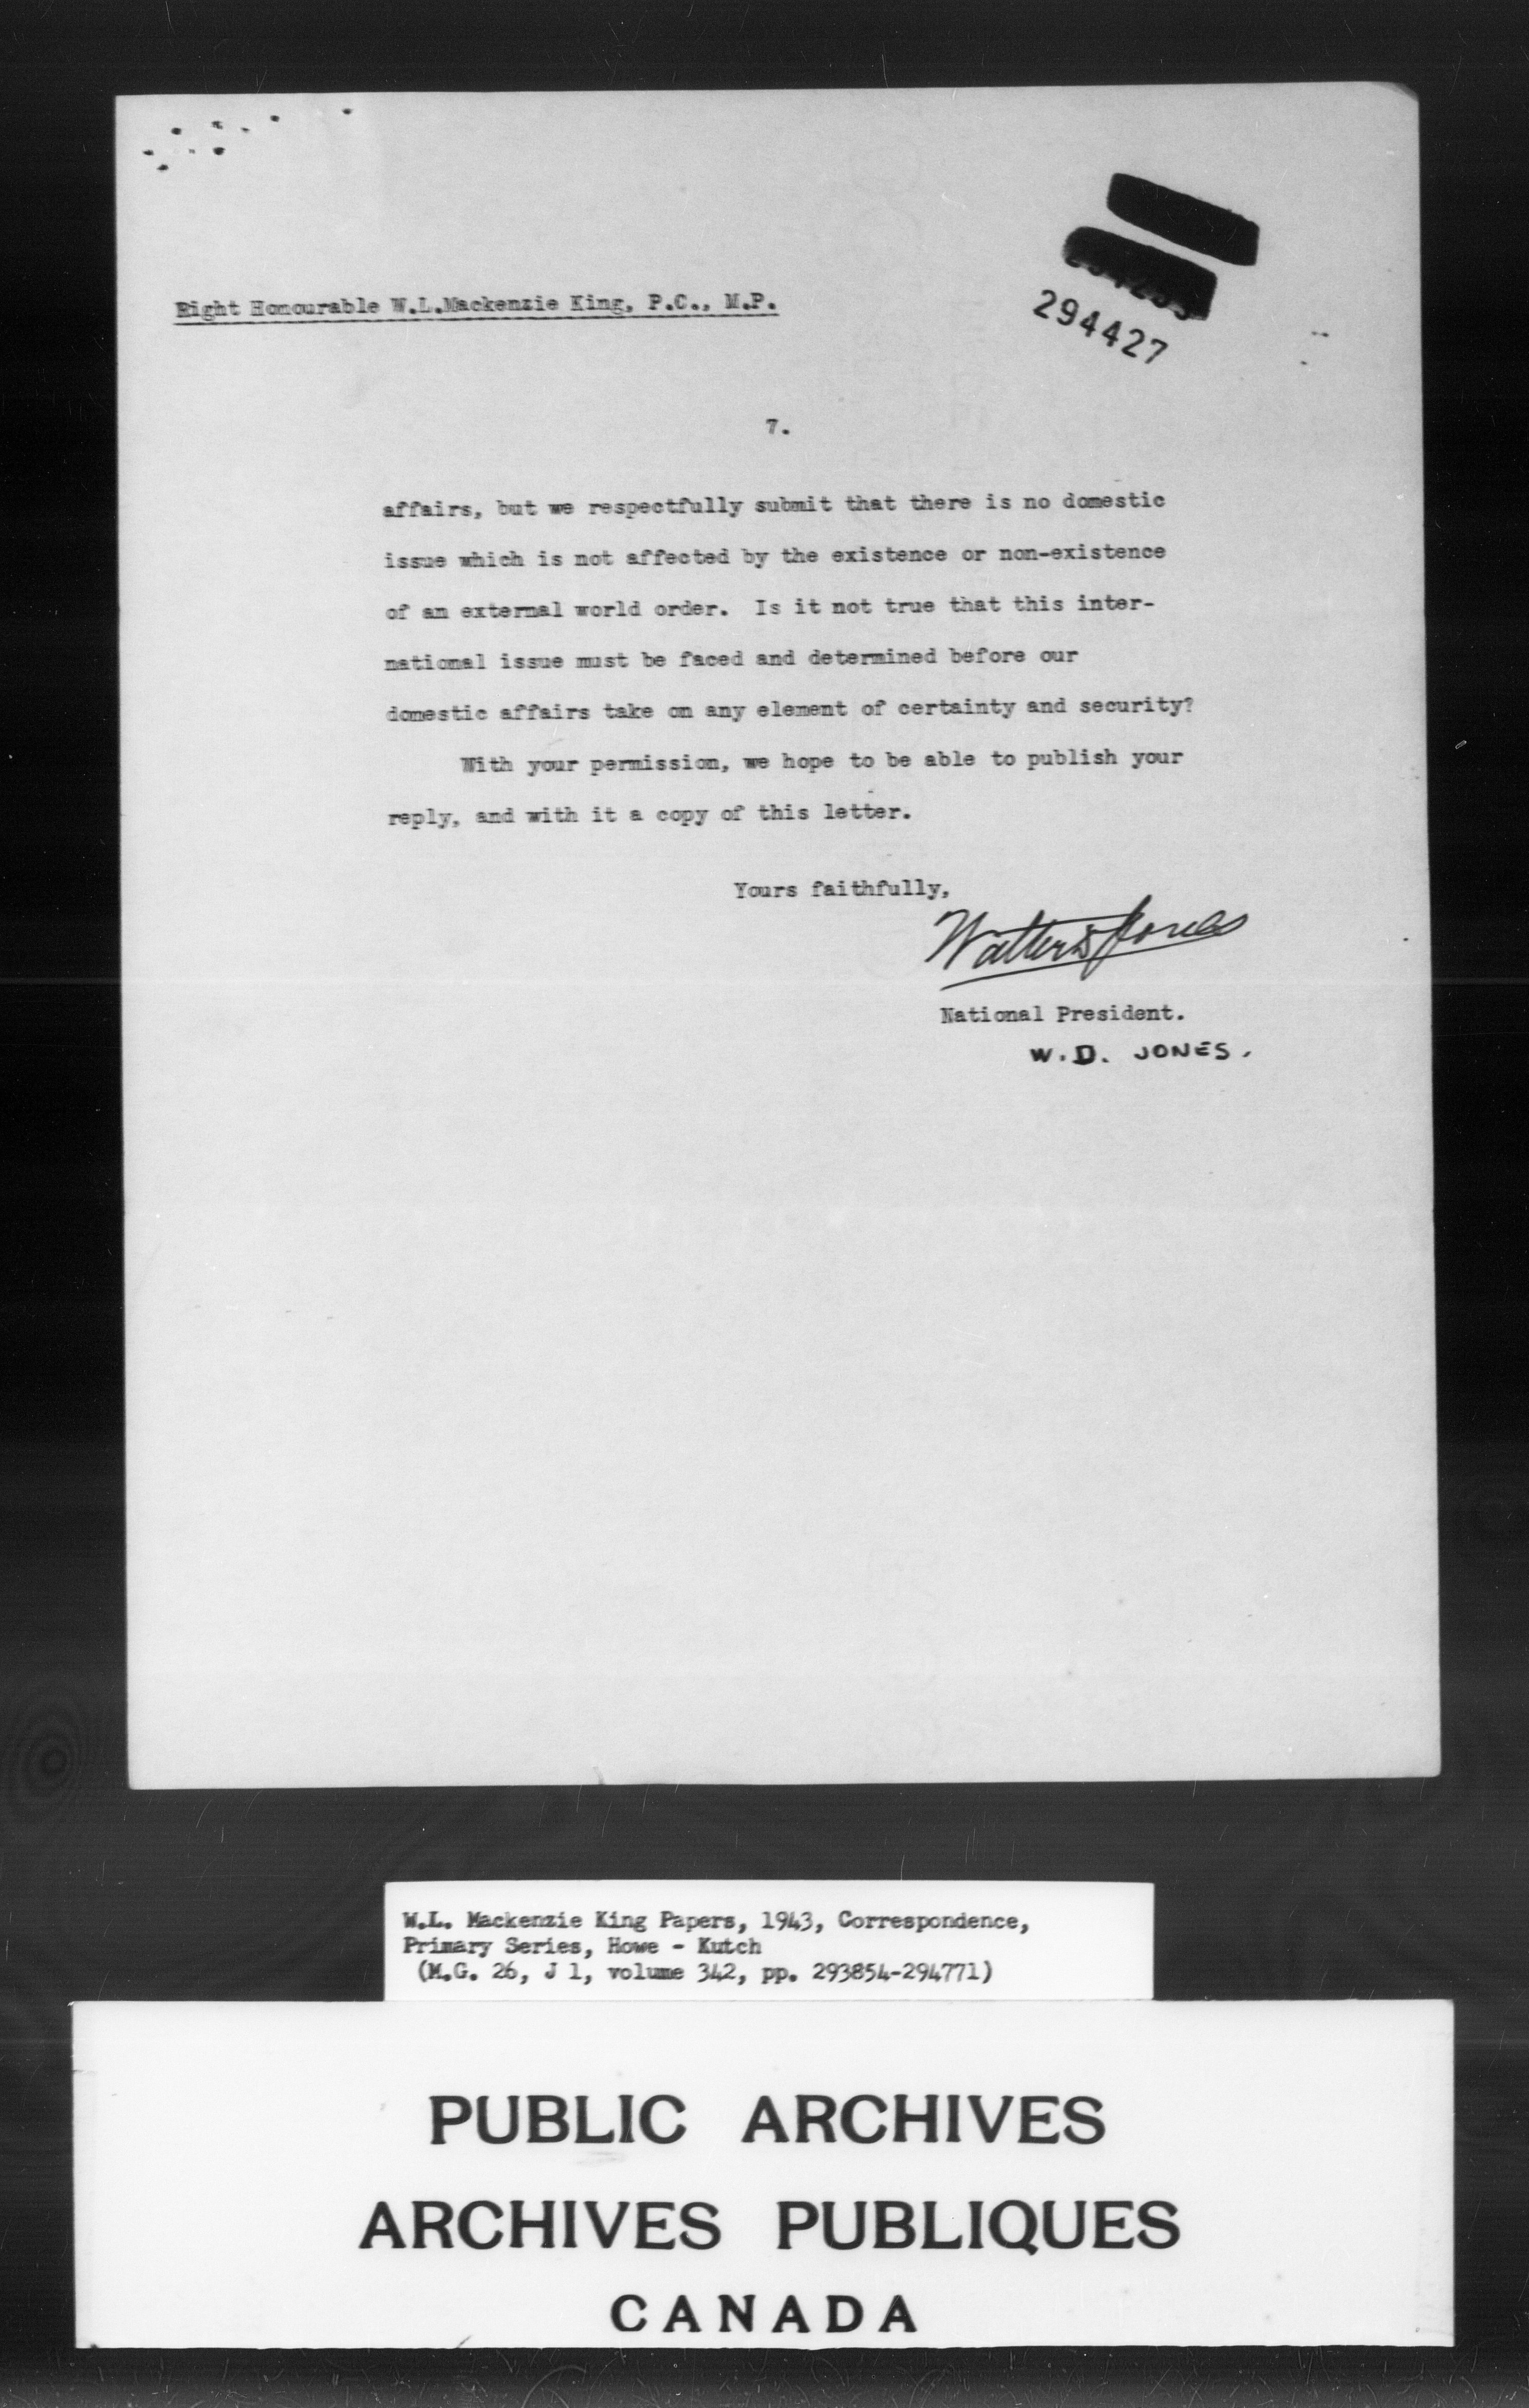 294427
Right Honourable W.L.Mackenzie King, P.C., M.P.
7.
affairs, but we respectfully submit that there is no domestic
issue which is not affected by the existence or non-existence
of an external world order. Is it not true that this inter-
national issue must be faced and determined before our
domestic affairs take on any element of certainty and security?
With your permission, we hope to be able to publish your
reply, and with it a copy of this letter.
Yours faithfully,
Walter D Jones
National President.
W.D. JONES.
W.L. Mackenzie King Papers, 1943, Correspondence,
Primary Series, Howe - Kutch
(M.G. 26, J 1, volume 342, pp. 293854-294771)
PUBLIC ARCHIVES
ARCHIVES PUBLIQUES
CANADA